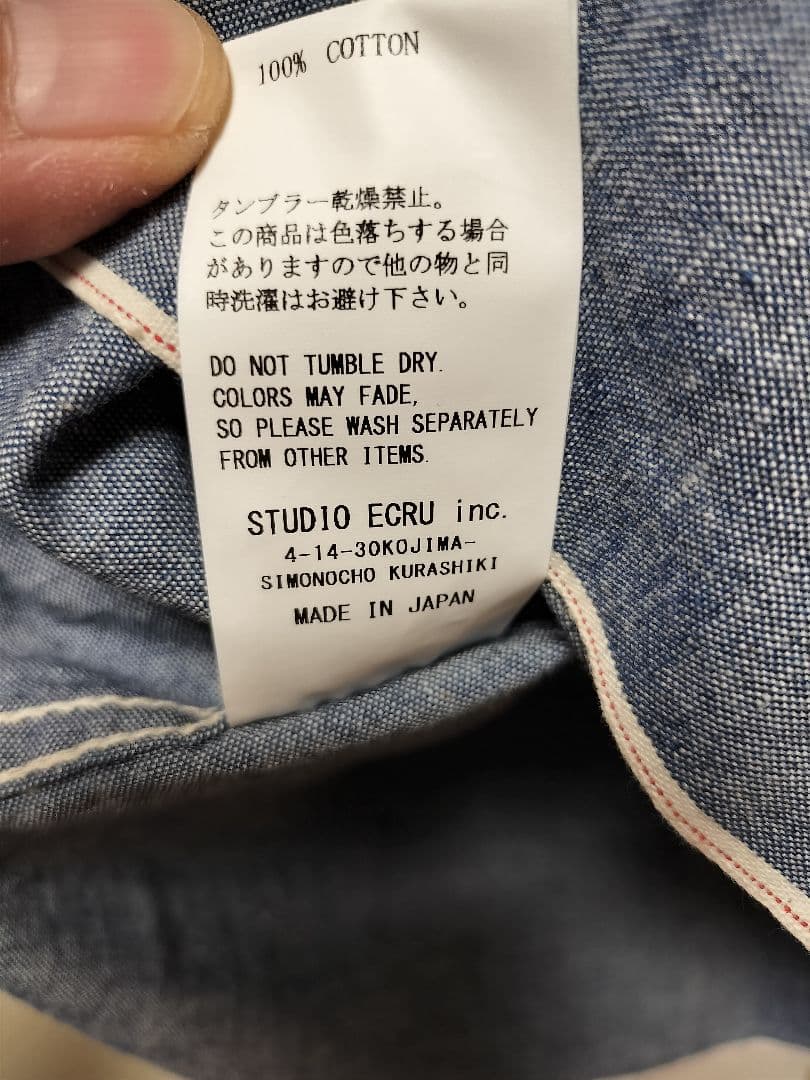 100% COTTON
タンブラー乾燥禁止。
この商品は色落ちする場合
がありますので他の物と同
時洗濯はお避け下さい。
DO NOT TUMBLE DRY.
COLORS MAY FADE,
SO PLEASE WASH SEPARATELY
FROM OTHER ITEMS.
STUDIO ECRU inc.
4-14-30KOJIMA-
SIMONOCHO KURASHIKI
MADE IN JAPAN